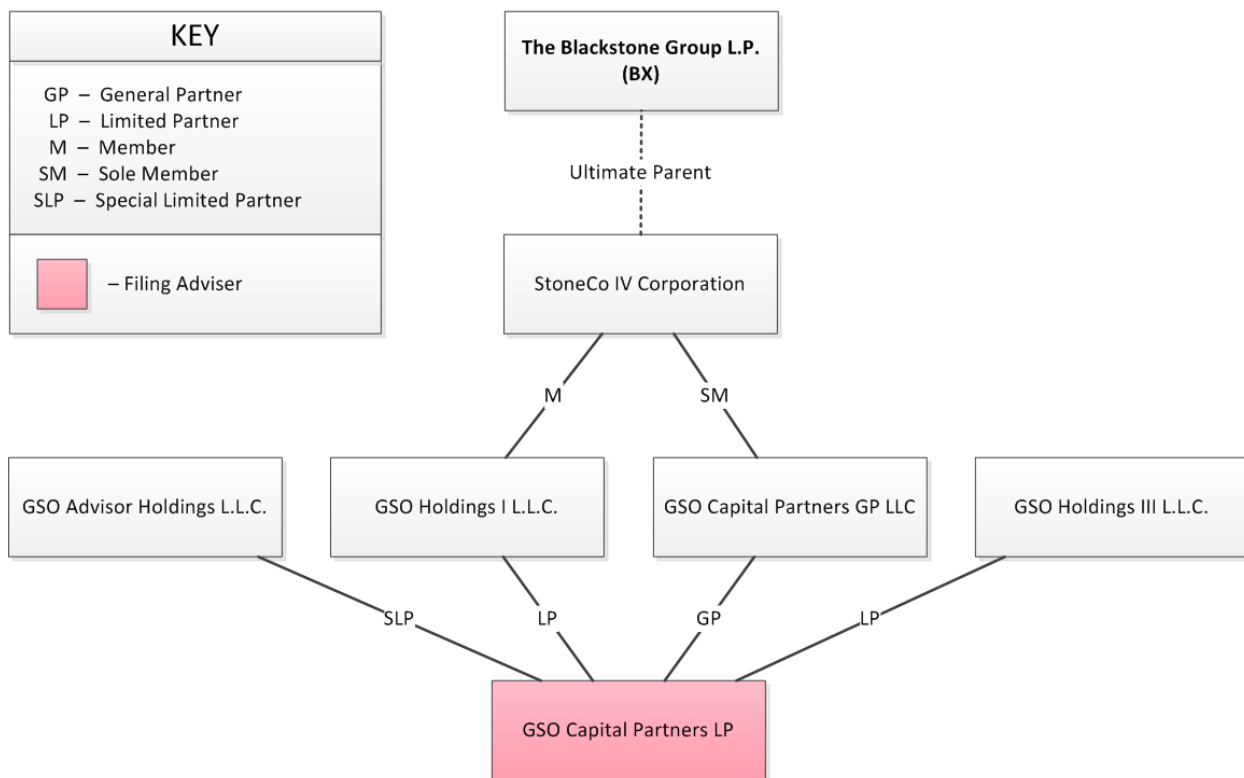 KEY
GP – General Partner
LP – Limited Partner
M – Member
SM – Sole Member
SLP – Special Limited Partner
– Filing Adviser
The Blackstone Group L.P.
(BX)
Ultimate Parent
StoneCo IV Corporation
M
SM
GSO Advisor Holdings L.L.C.
GSO Holdings I L.L.C.
GSO Capital Partners GP LLC
GSO Holdings III L.L.C.
SLP
LP
GP
LP
GSO Capital Partners LP